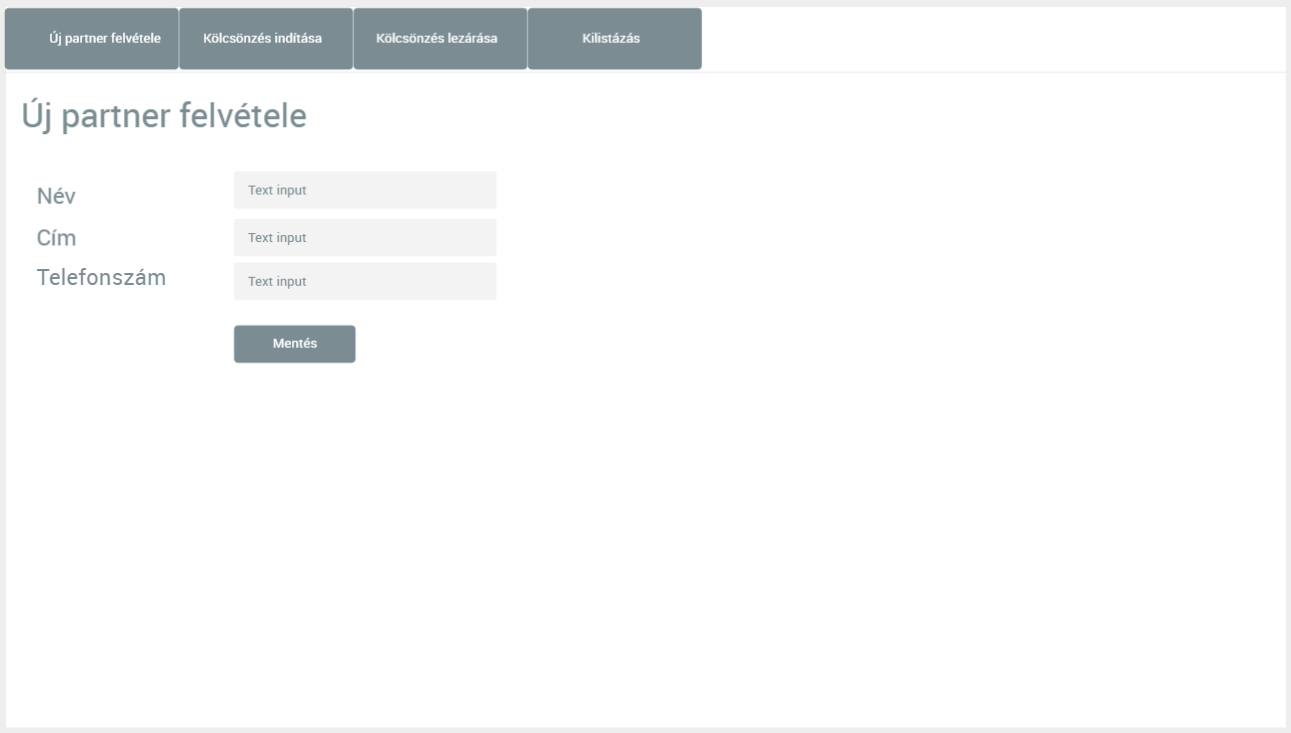 Új partner felvétele Kölcsönzés indítása Kölcsönzés lezárása Kilistázás
Új partner felvétele
Név Text input
Cím Text input
Telefonszám Text input
Mentés